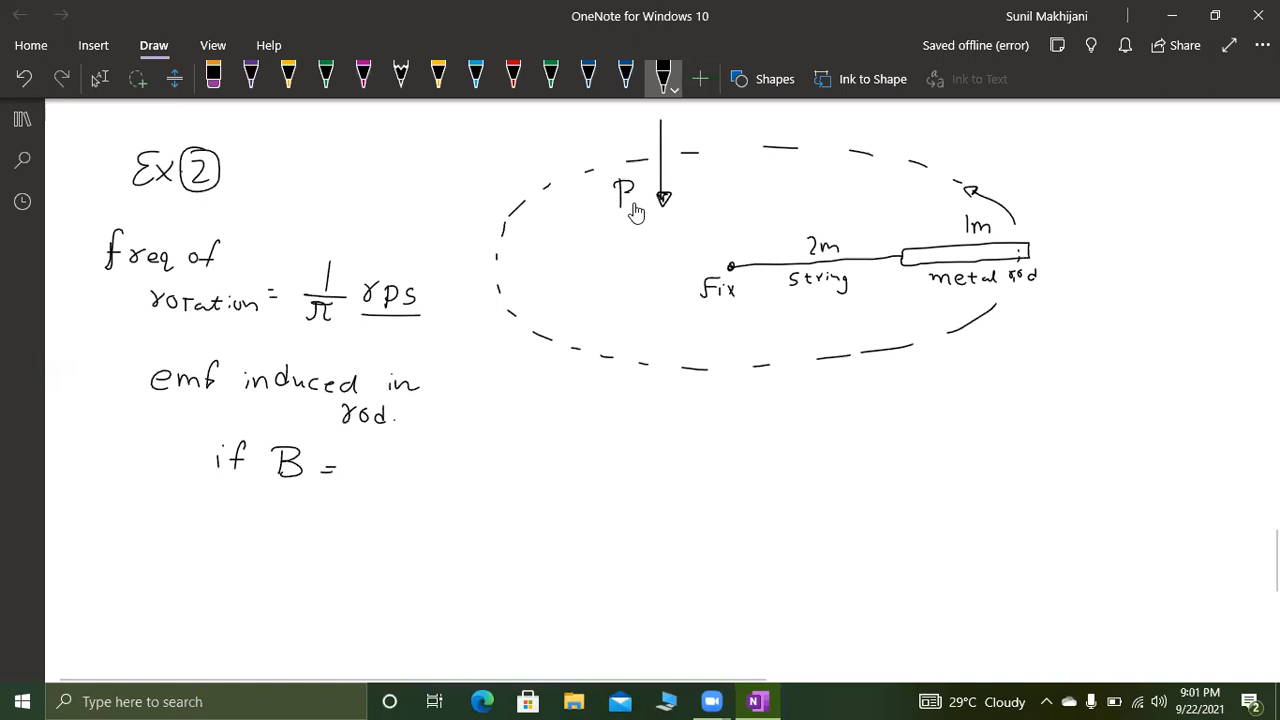 OneNote for Windows 10
Sunil Makhijani
Home
Insert
Draw
View
Help
Saved offline (error)
Share
Shapes
Ink to Shape
Ink to Text
Ex 2
freq of
rotation = 1/π rps
emf induced in
rod.
if B =
P
1m
2m
Fix
string
metal rod
Type here to search
29°C Cloudy
9:01 PM
9/22/2021
2